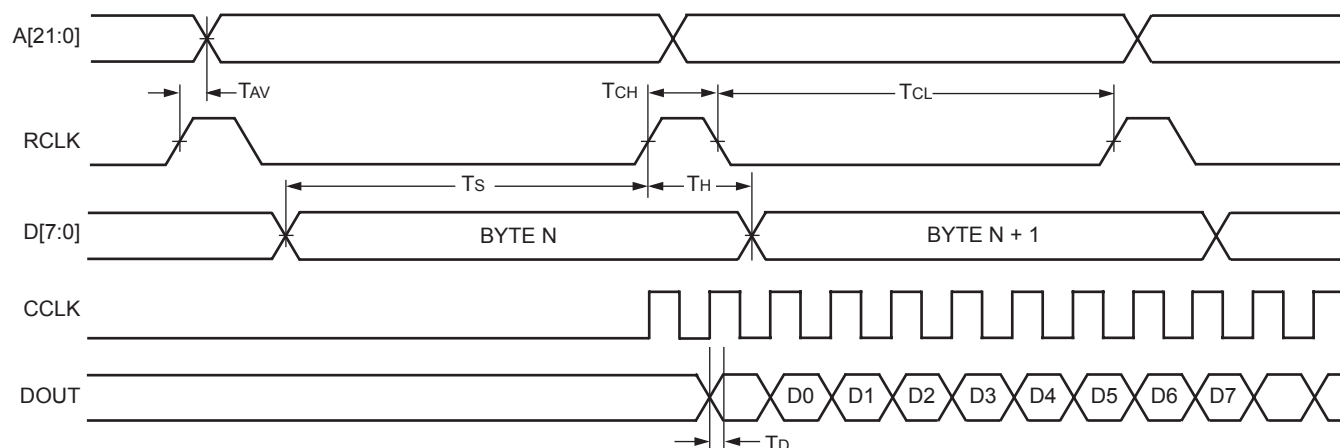 A[21:0]
TAV
TCH
TCL
RCLK
TS
TH
D[7:0]
BYTE N
BYTE N + 1
CCLK
DOUT
D0
D1
D2
D3
D4
D5
D6
D7
TD